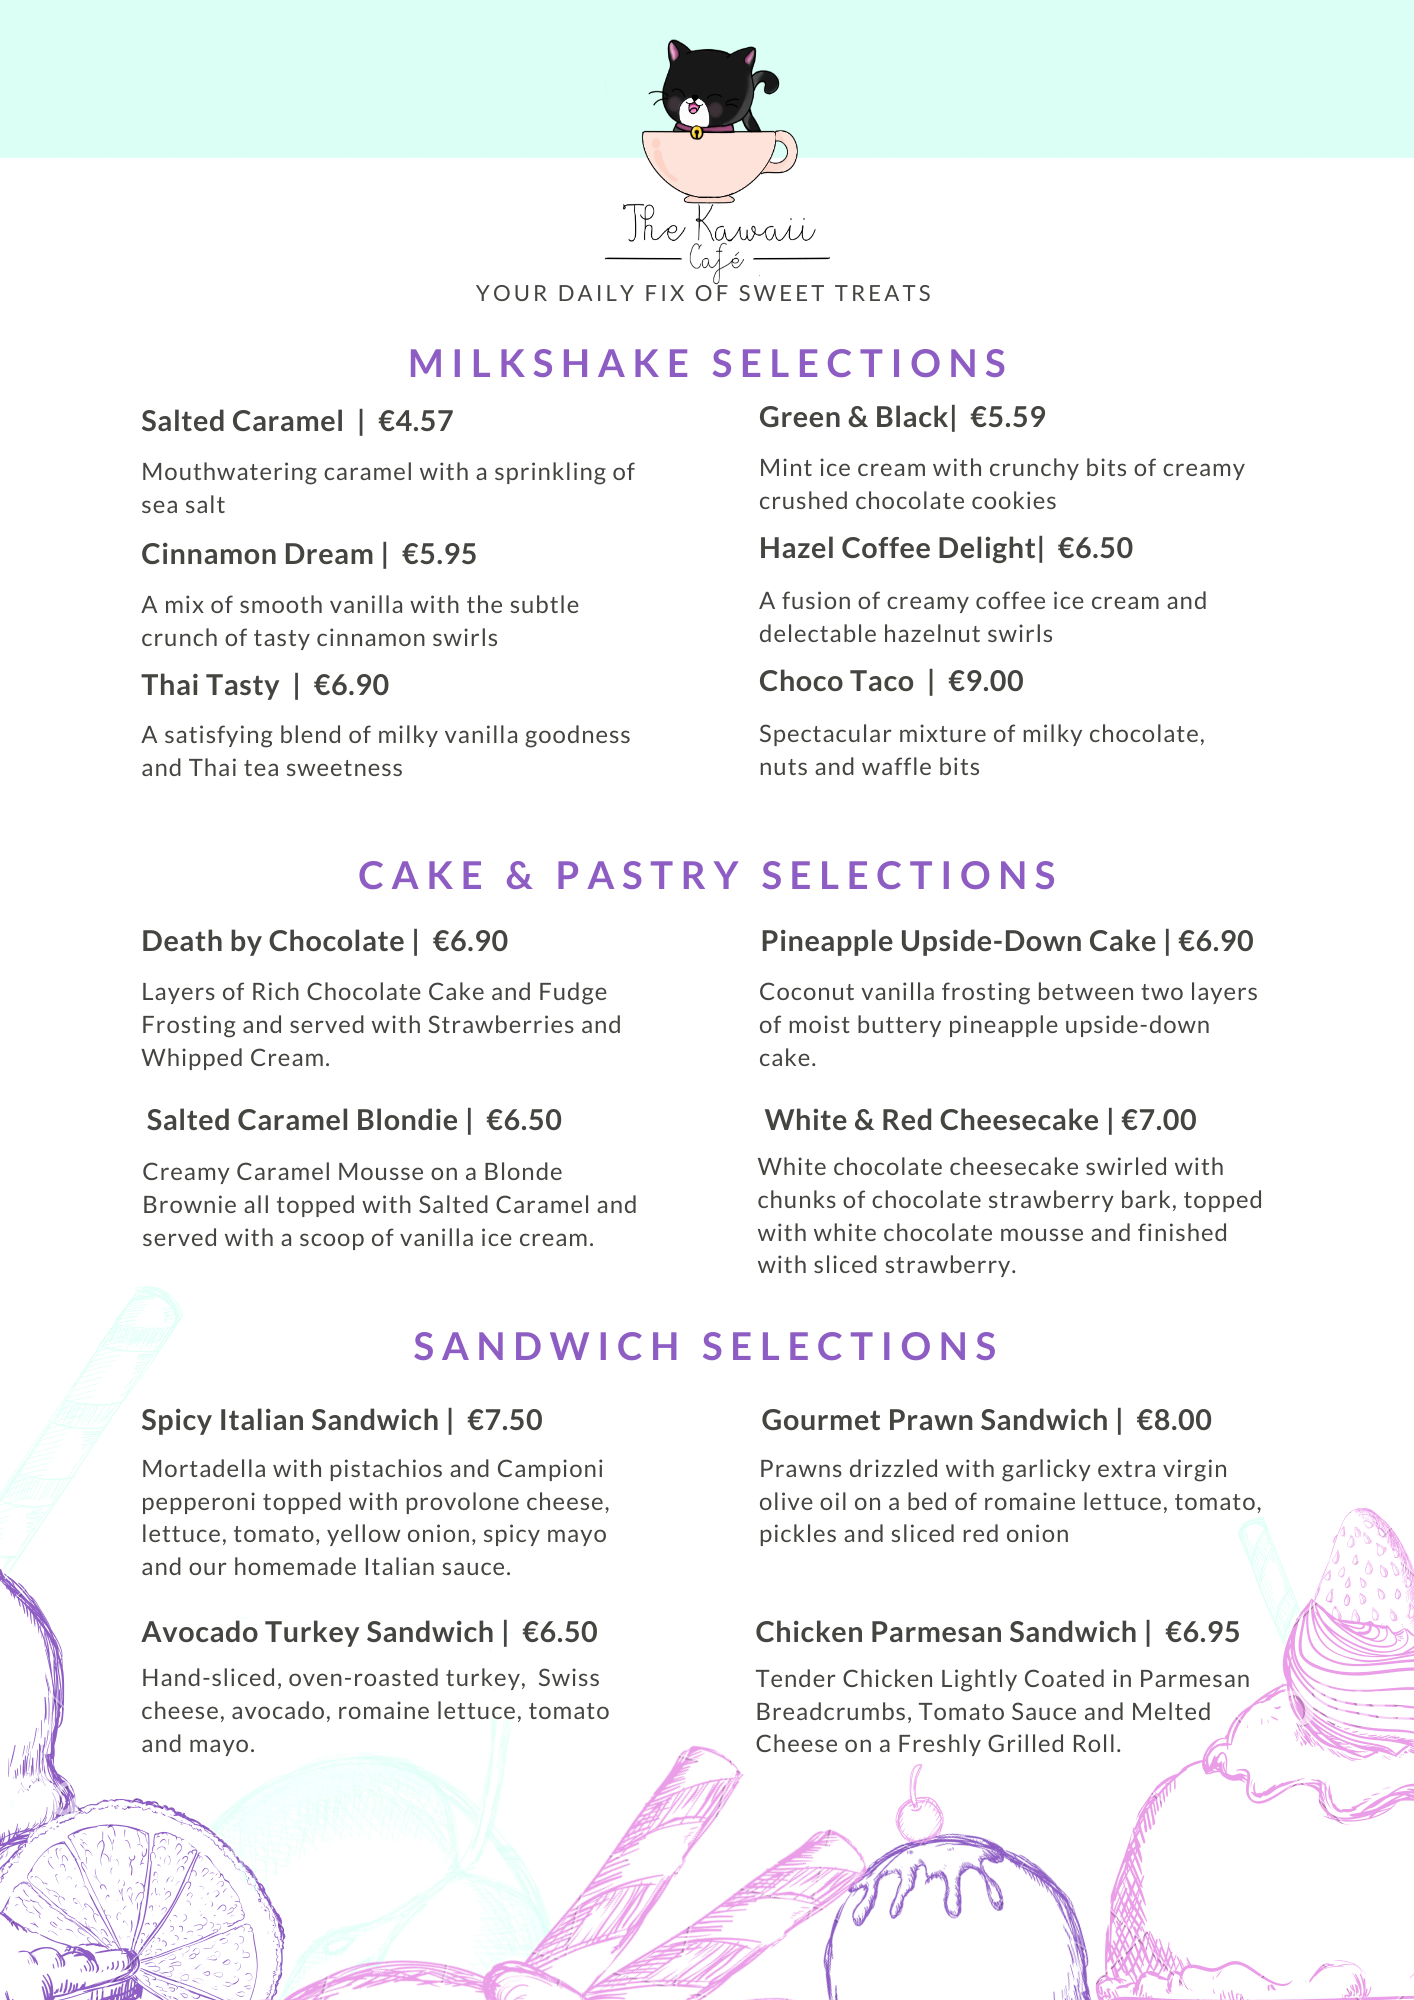 The Kawaii
Café
YOUR DAILY FIX OF SWEET TREATS
MILKSHAKE SELECTIONS
Salted Caramel | €4.57
Mouthwatering caramel with a sprinkling of
sea salt
Cinnamon Dream | €5.95
A mix of smooth vanilla with the subtle
crunch of tasty cinnamon swirls
Thai Tasty | €6.90
A satisfying blend of milky vanilla goodness
and Thai tea sweetness
Green & Black| €5.59
Mint ice cream with crunchy bits of creamy
crushed chocolate cookies
Hazel Coffee Delight| €6.50
A fusion of creamy coffee ice cream and
delectable hazelnut swirls
Choco Taco | €9.00
Spectacular mixture of milky chocolate,
nuts and waffle bits
CAKE & PASTRY SELECTIONS
Death by Chocolate | €6.90
Layers of Rich Chocolate Cake and Fudge
Frosting and served with Strawberries and
Whipped Cream.
Salted Caramel Blondie | €6.50
Creamy Caramel Mousse on a Blonde
Brownie all topped with Salted Caramel and
served with a scoop of vanilla ice cream.
Pineapple Upside-Down Cake | €6.90
Coconut vanilla frosting between two layers
of moist buttery pineapple upside-down
cake.
White & Red Cheesecake | €7.00
White chocolate cheesecake swirled with
chunks of chocolate strawberry bark, topped
with white chocolate mousse and finished
with sliced strawberry.
SANDWICH SELECTIONS
Spicy Italian Sandwich | €7.50
Mortadella with pistachios and Campioni
pepperoni topped with provolone cheese,
lettuce, tomato, yellow onion, spicy mayo
and our homemade Italian sauce.
Avocado Turkey Sandwich | €6.50
Hand-sliced, oven-roasted turkey, Swiss
cheese, avocado, romaine lettuce, tomato
and mayo.
Gourmet Prawn Sandwich | €8.00
Prawns drizzled with garlicky extra virgin
olive oil on a bed of romaine lettuce, tomato,
pickles and sliced red onion
Chicken Parmesan Sandwich | €6.95
Tender Chicken Lightly Coated in Parmesan
Breadcrumbs, Tomato Sauce and Melted
Cheese on a Freshly Grilled Roll.